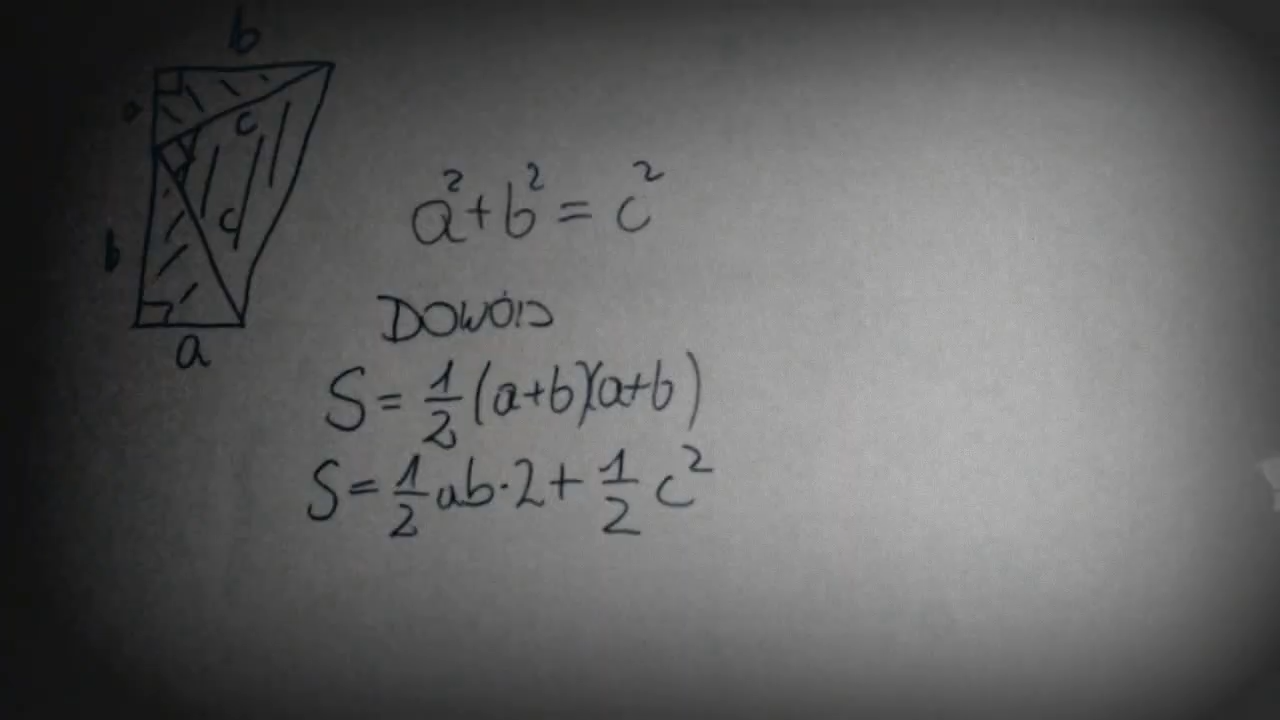 b
a
c
c
b
a
a²+b²=c²
DOWÓD
S=½(a+b)(a+b)
S=½ab·2+½c²